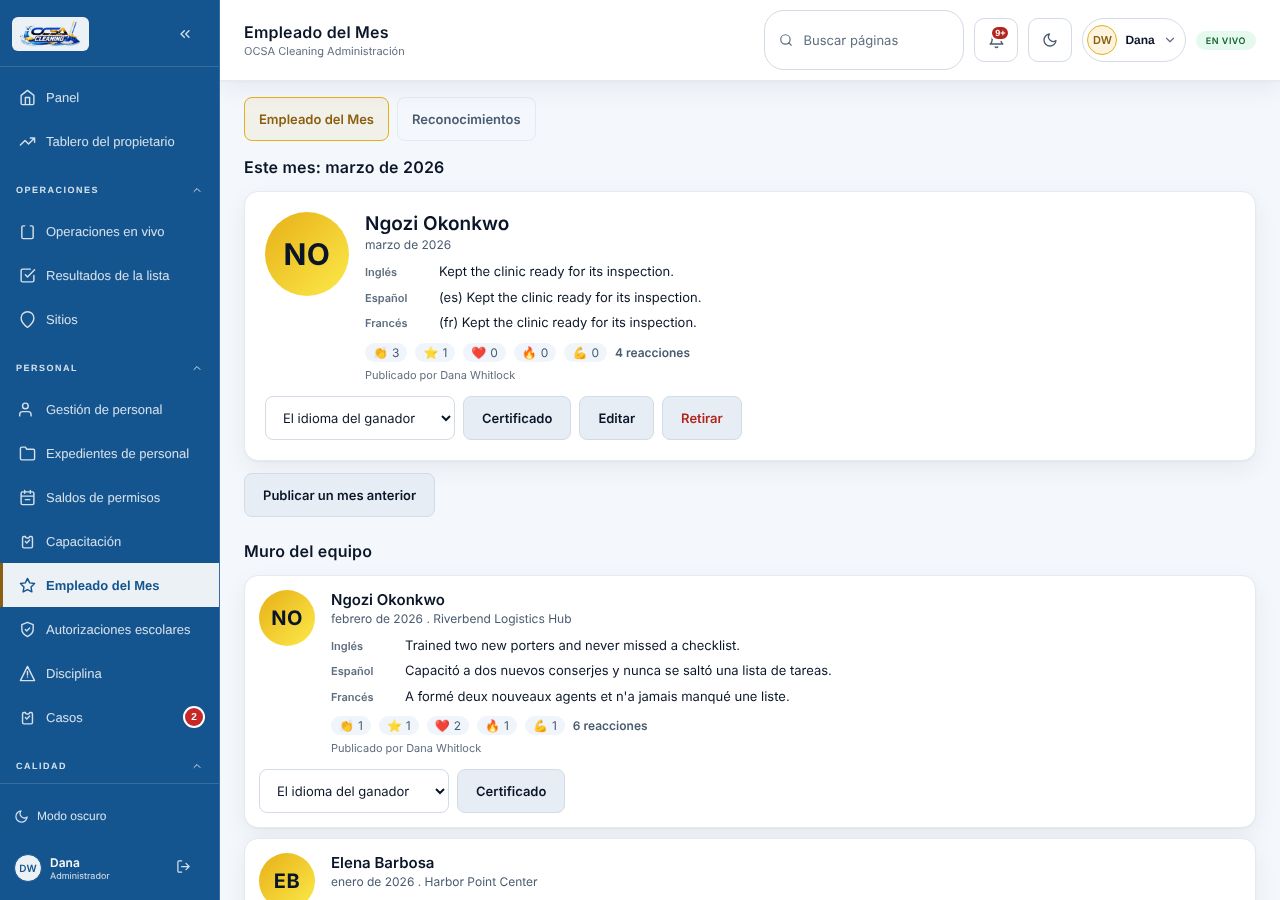 OCSA
CLEANING
Panel
Tablero del propietario
OPERACIONES
Operaciones en vivo
Resultados de la lista
Sitios
PERSONAL
Gestión de personal
Expedientes de personal
Saldos de permisos
Capacitación
Empleado del Mes
Autorizaciones escolares
Disciplina
Casos 2
CALIDAD
Modo oscuro
DW Dana
Administrador
Empleado del Mes
OCSA Cleaning Administración
Buscar páginas
9+
DW Dana
EN VIVO
Empleado del Mes Reconocimientos
Este mes: marzo de 2026
NO
Ngozi Okonkwo
marzo de 2026
Inglés Kept the clinic ready for its inspection.
Español (es) Kept the clinic ready for its inspection.
Francés (fr) Kept the clinic ready for its inspection.
👏 3 ⭐ 1 ❤️ 0 🔥 0 💪 0 4 reacciones
Publicado por Dana Whitlock
El idioma del ganador Certificado Editar Retirar
Publicar un mes anterior
Muro del equipo
NO
Ngozi Okonkwo
febrero de 2026 . Riverbend Logistics Hub
Inglés Trained two new porters and never missed a checklist.
Español Capacitó a dos nuevos conserjes y nunca se saltó una lista de tareas.
Francés A formé deux nouveaux agents et n'a jamais manqué une liste.
👏 1 ⭐ 1 ❤️ 2 🔥 1 💪 1 6 reacciones
Publicado por Dana Whitlock
El idioma del ganador Certificado
EB
Elena Barbosa
enero de 2026 . Harbor Point Center